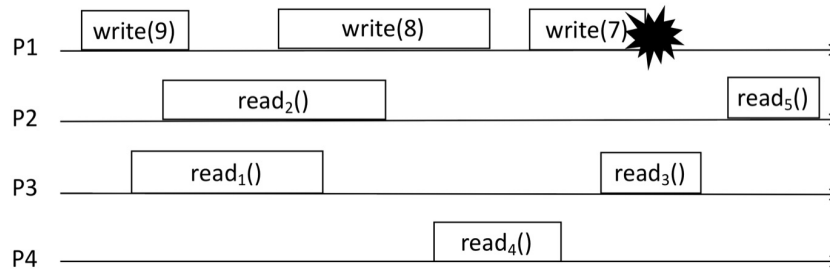 P1 write(9) write(8) write(7)
P2 read₂() read₅()
P3 read₁() read₃()
P4 read₄()